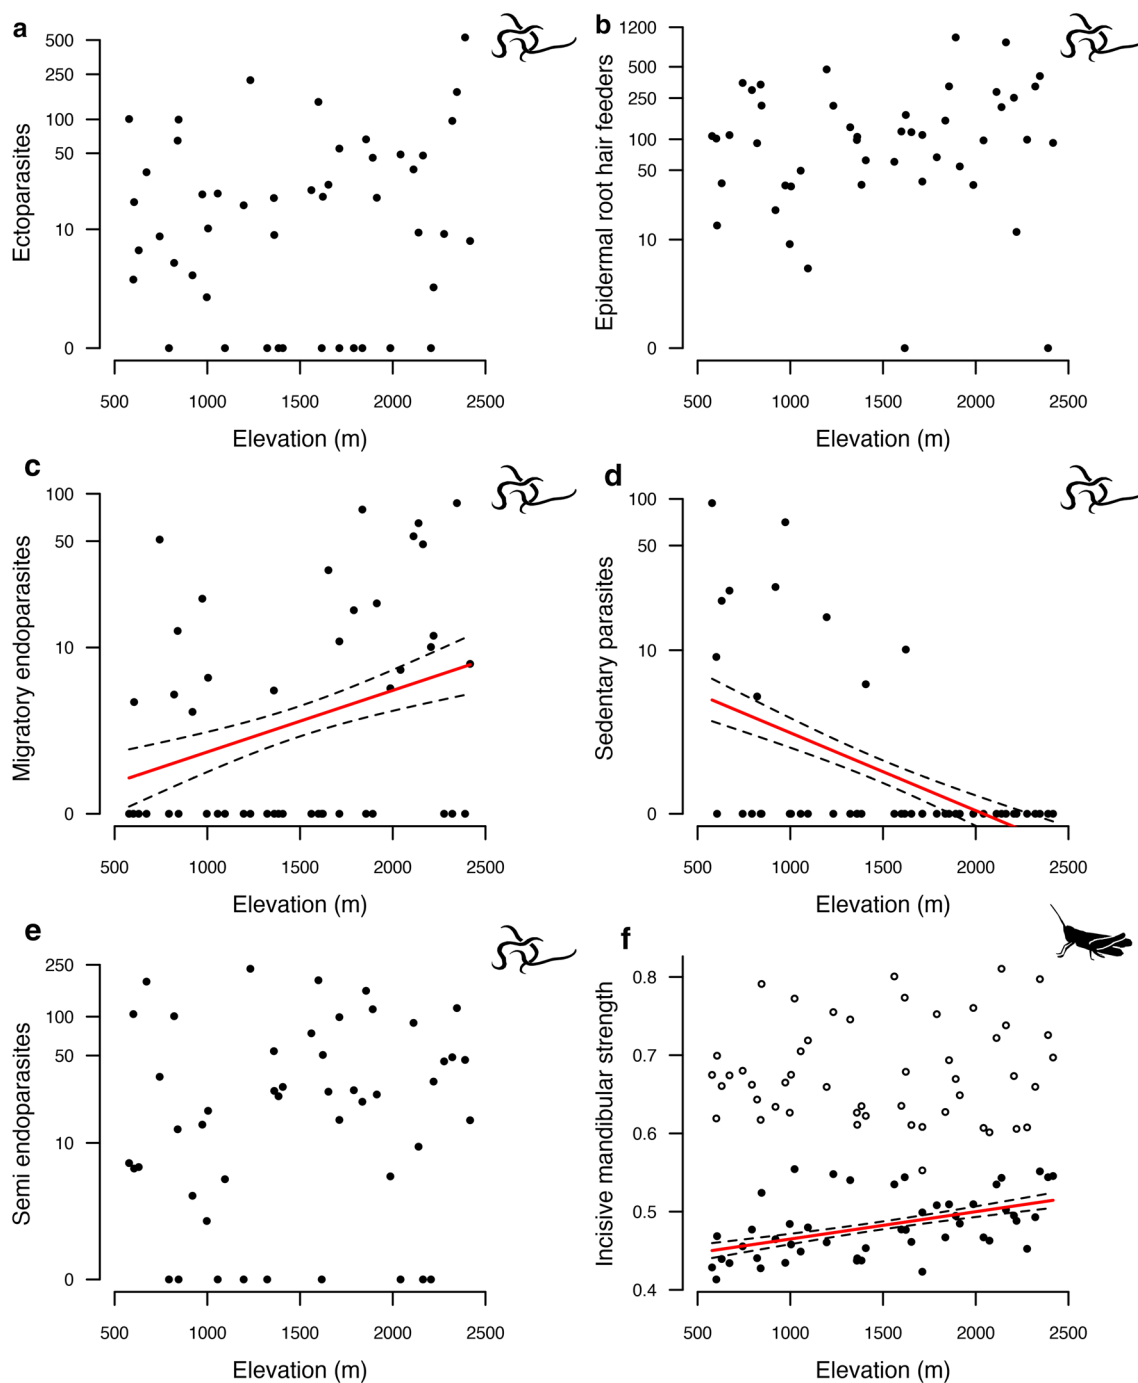 a
Ectoparasites
500
250
100
50
10
0
500 1000 1500 2000 2500
Elevation (m)
b
Epidermal root hair feeders
1200
500
250
100
50
10
0
500 1000 1500 2000 2500
Elevation (m)
c
Migratory endoparasites
100
50
10
0
500 1000 1500 2000 2500
Elevation (m)
d
Sedentary parasites
100
50
10
0
500 1000 1500 2000 2500
Elevation (m)
e
Semi endoparasites
250
100
50
10
0
500 1000 1500 2000 2500
Elevation (m)
f
Incisive mandibular strength
0.8
0.7
0.6
0.5
0.4
500 1000 1500 2000 2500
Elevation (m)